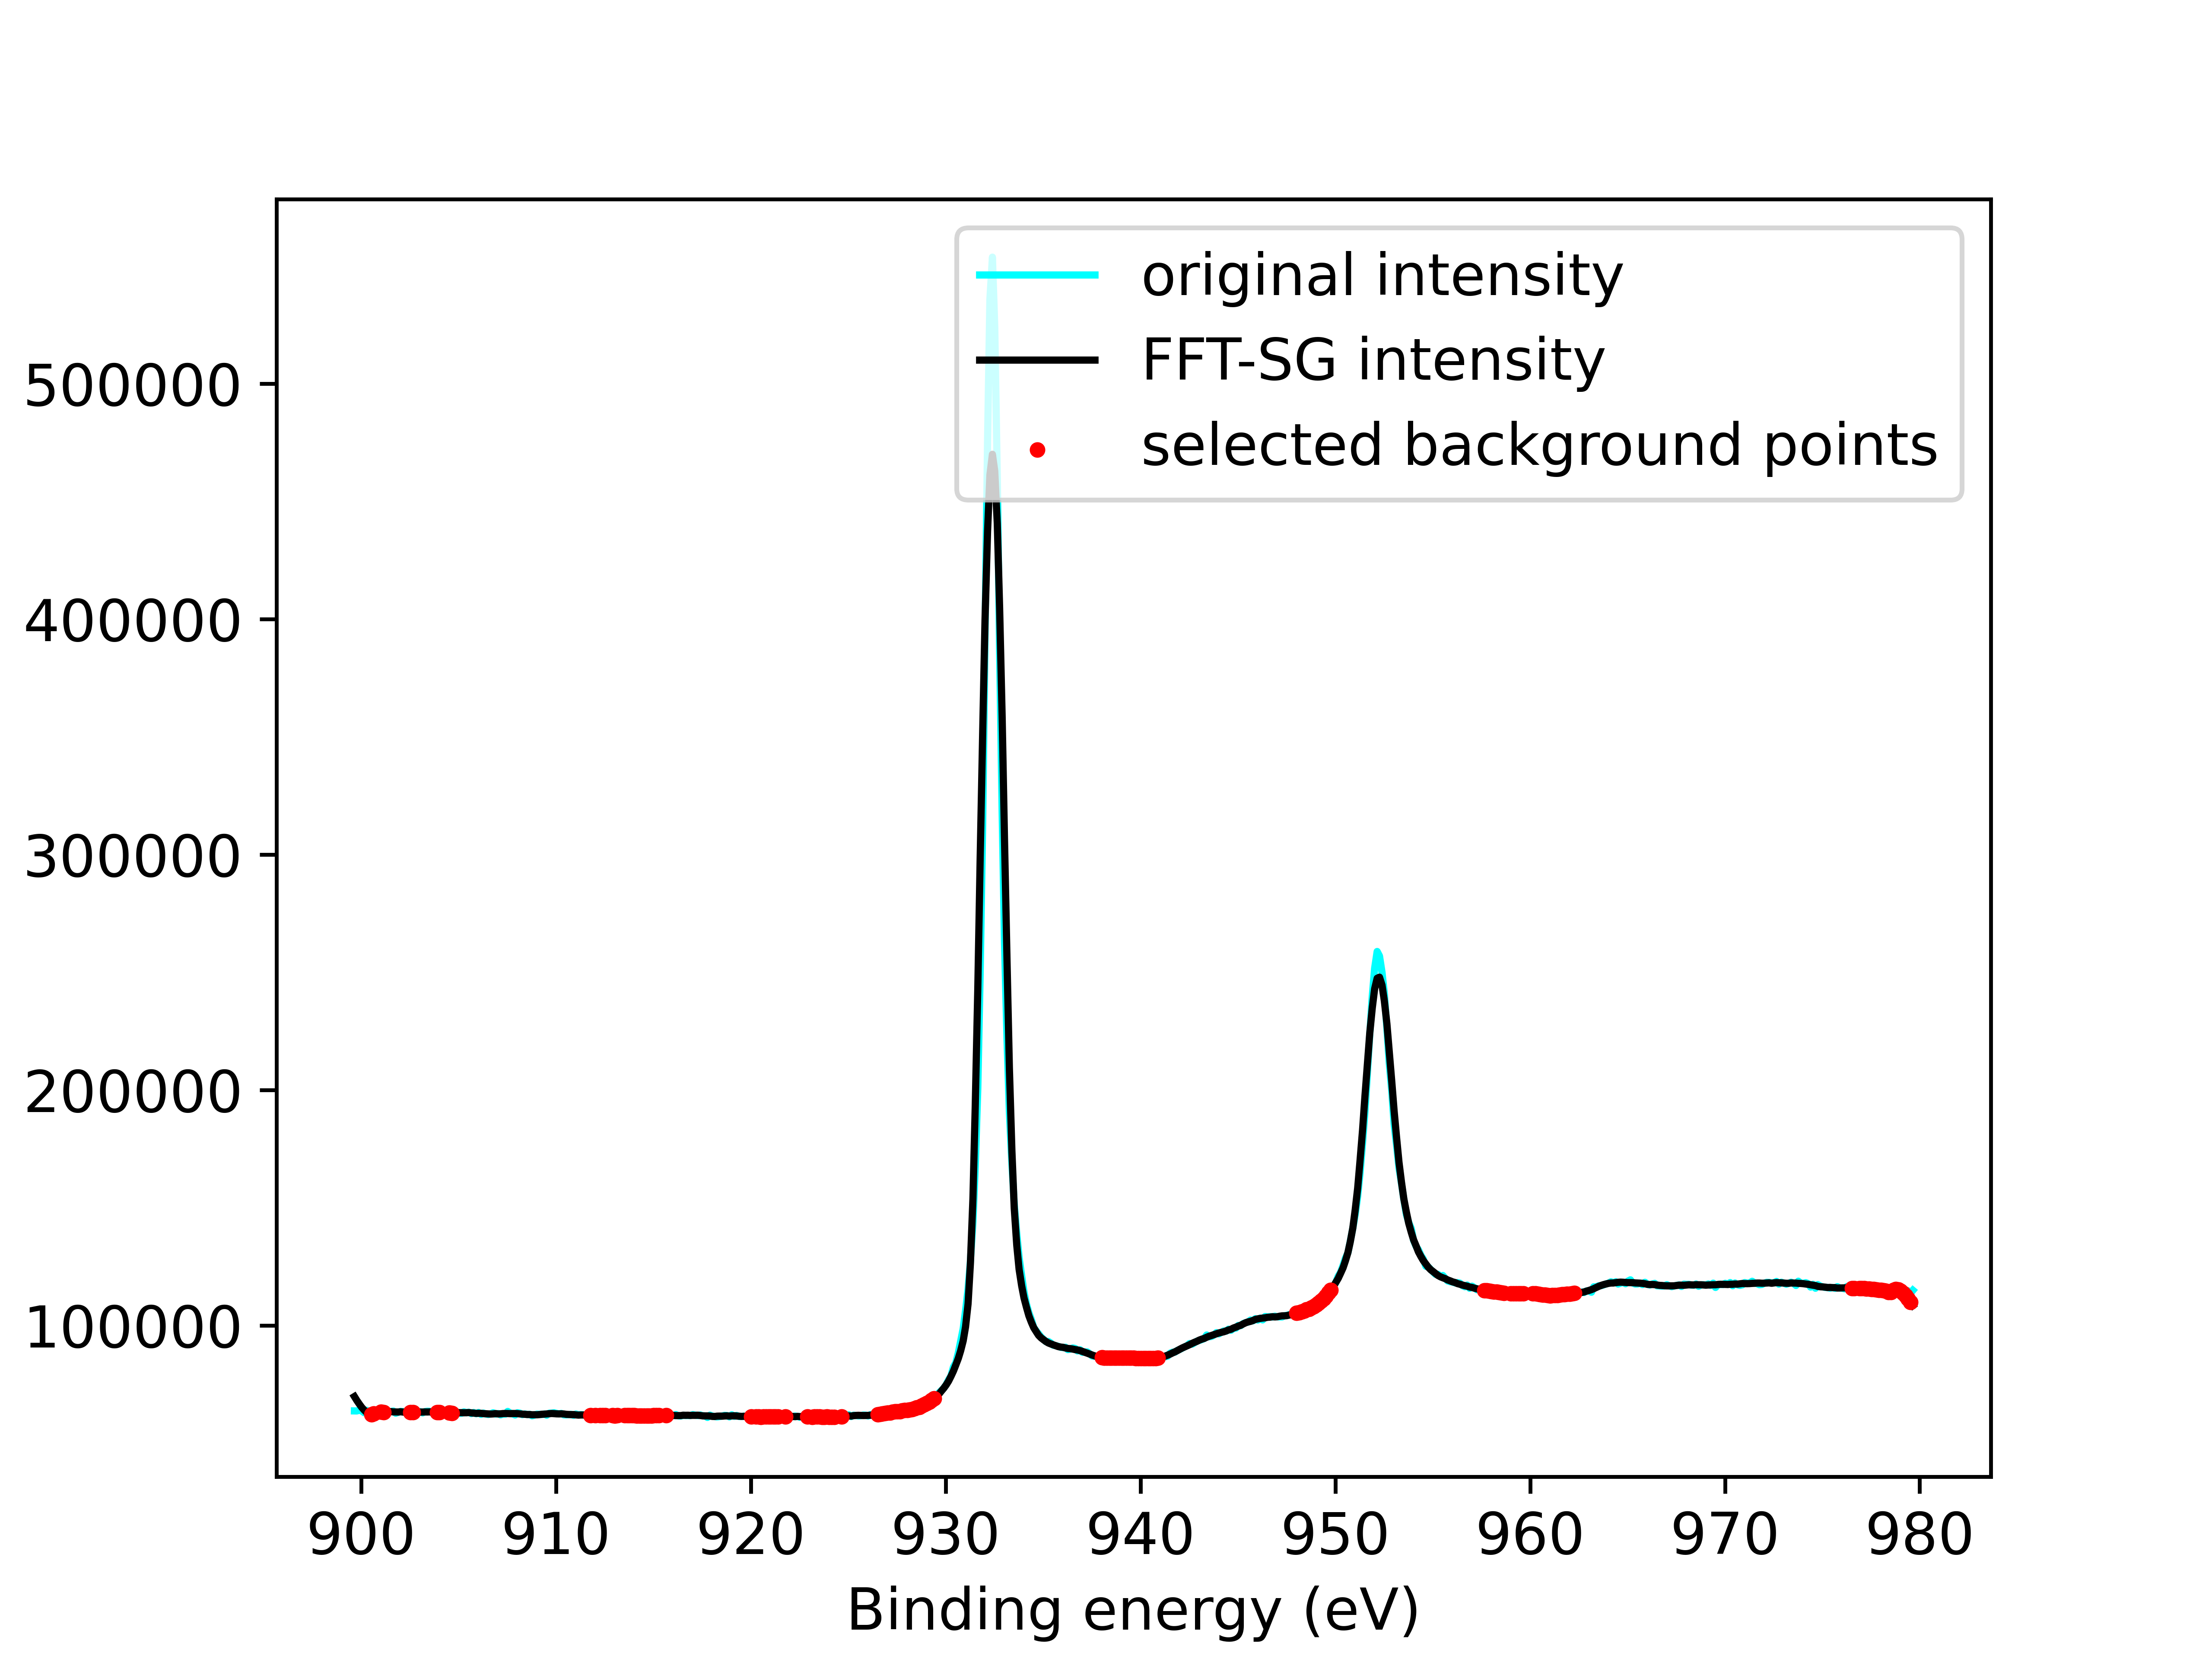 original intensity
FFT-SG intensity
selected background points
500000
400000
300000
200000
100000
900 910 920 930 940 950 960 970 980
Binding energy (eV)